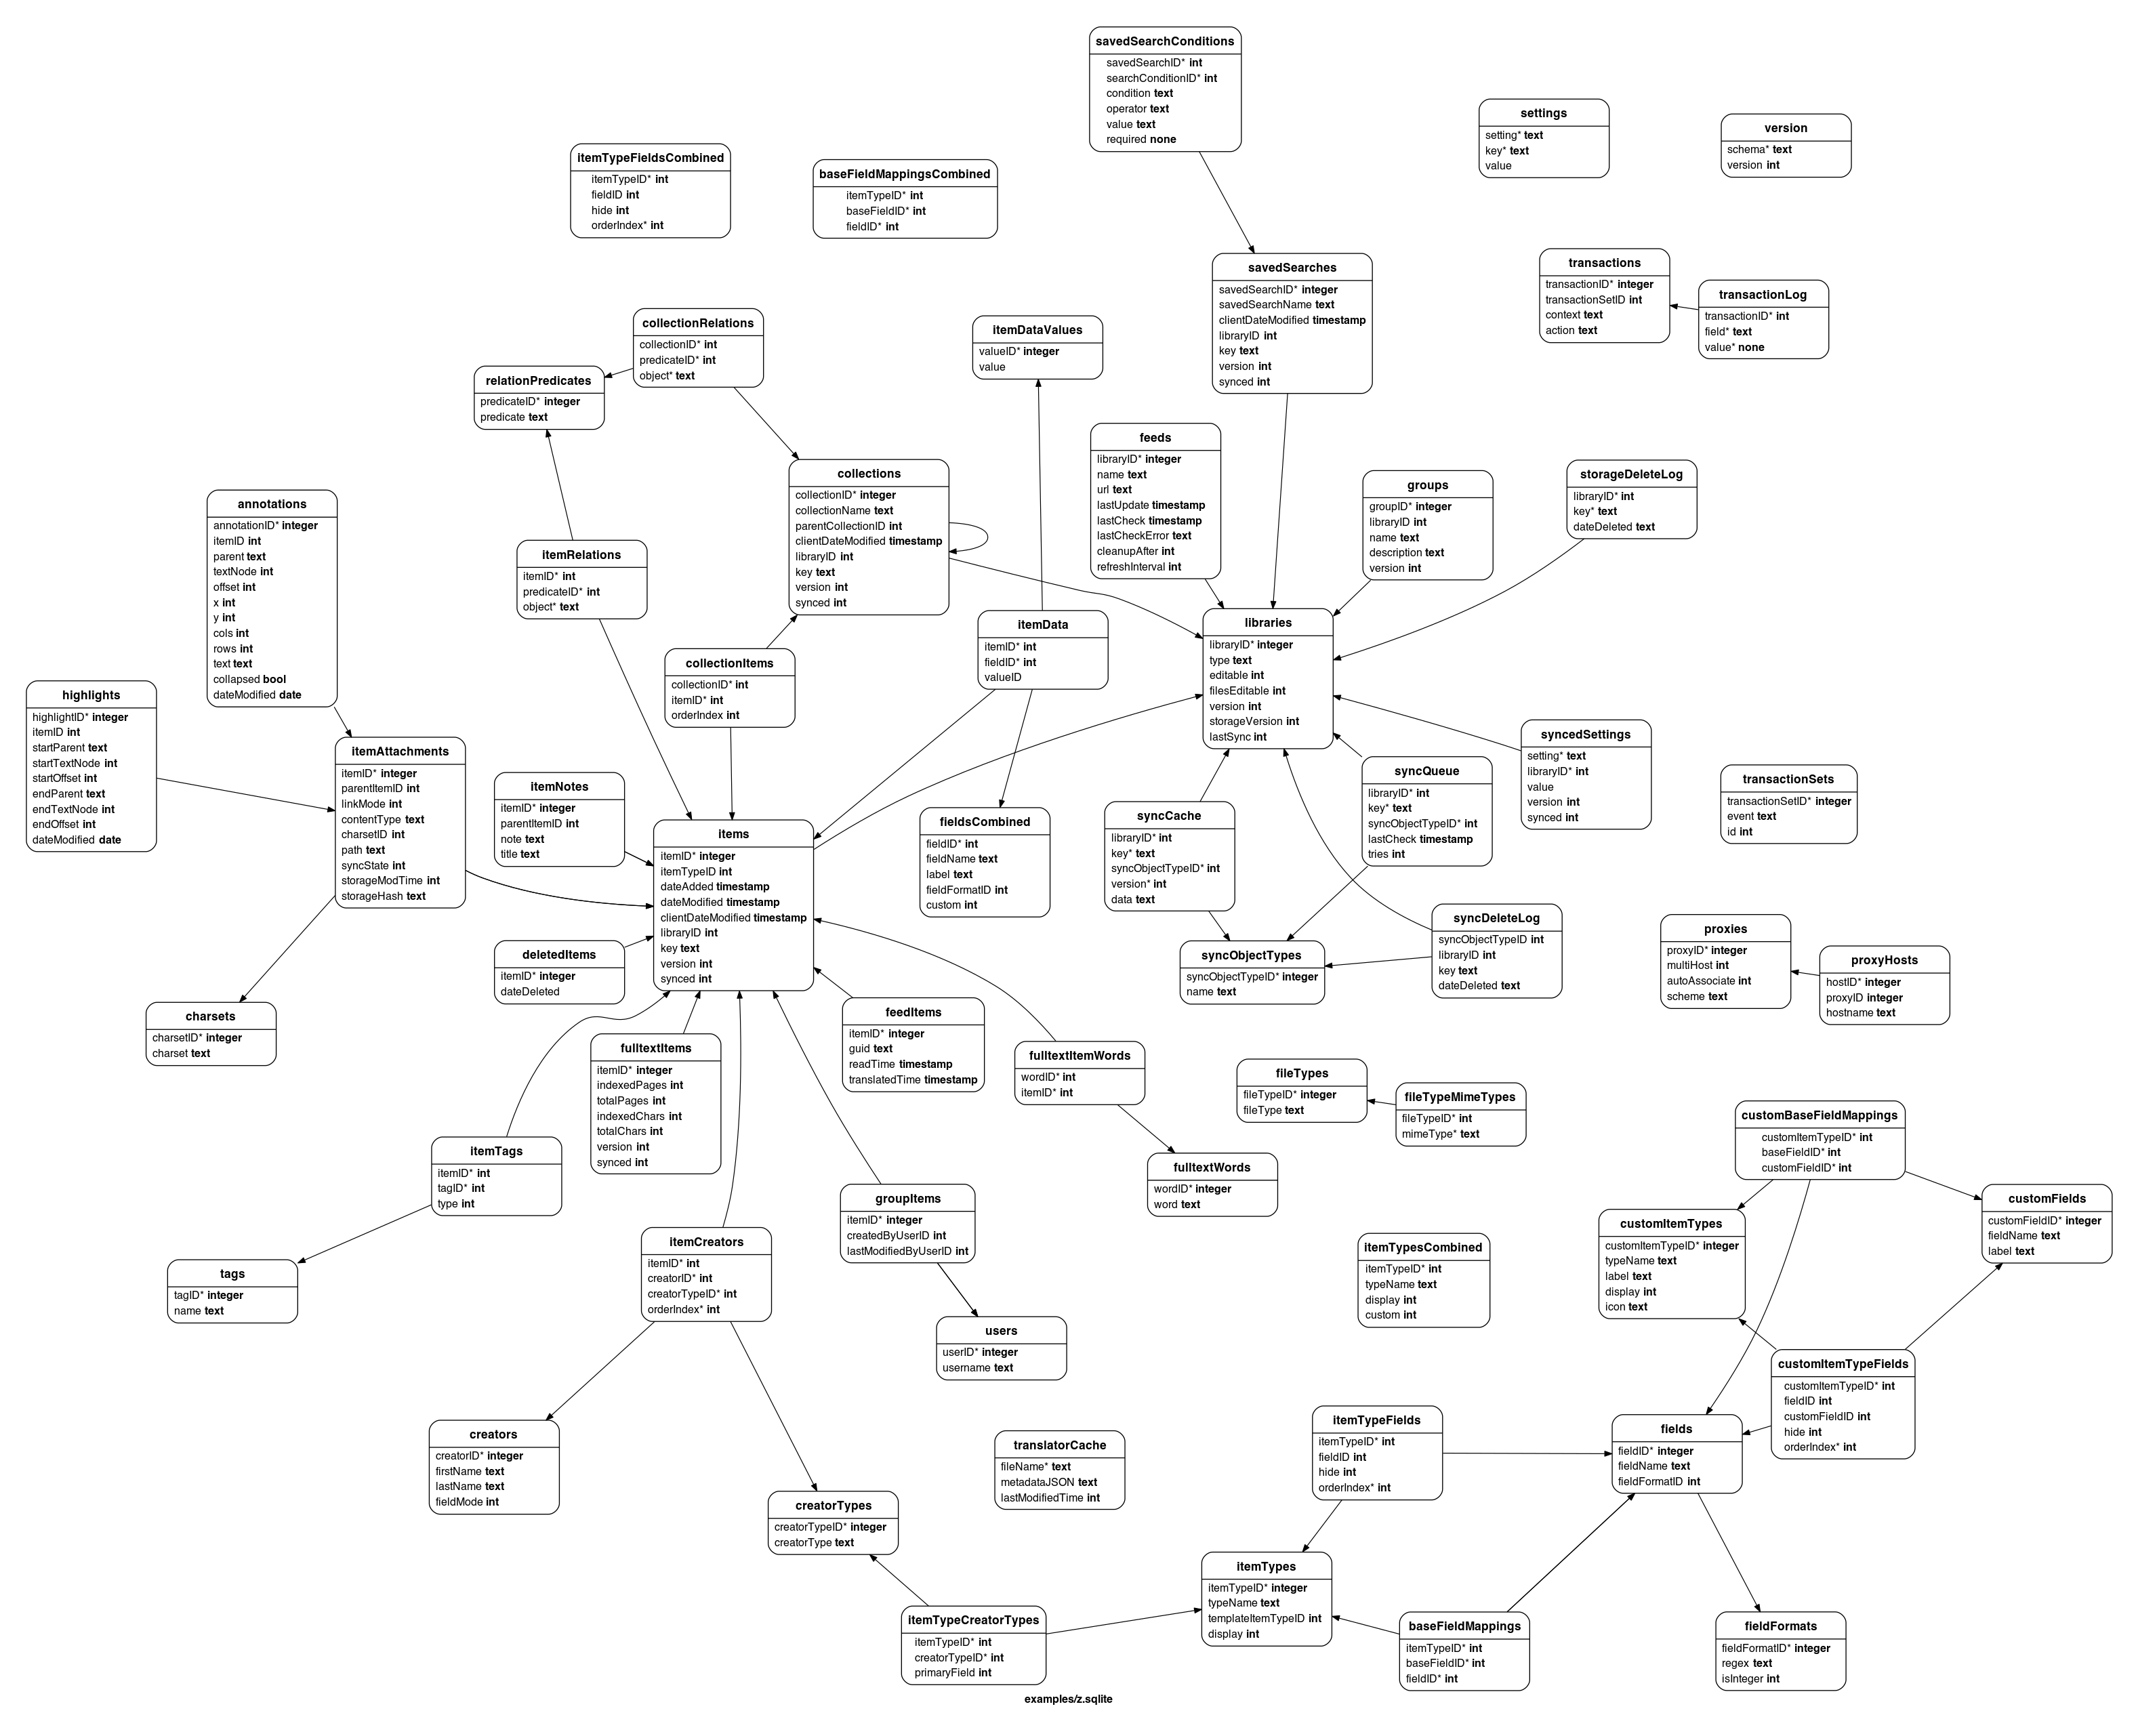 savedSearchConditions
savedSearchID* int
searchConditionID* int
condition text
operator text
value text
required none
settings
setting* text
key* text
value
version
schema* text
version int
itemTypeFieldsCombined
itemTypeID* int
fieldID int
hide int
orderIndex* int
baseFieldMappingsCombined
itemTypeID* int
baseFieldID* int
fieldID* int
savedSearches
savedSearchID* integer
savedSearchName text
clientDateModified timestamp
libraryID int
key text
version int
synced int
transactions
transactionID* integer
transactionSetID int
context text
action text
transactionLog
transactionID* int
field* text
value* none
collectionRelations
collectionID* int
predicateID* int
object* text
itemDataValues
valueID* integer
value
relationPredicates
predicateID* integer
predicate text
feeds
libraryID* integer
name text
url text
lastUpdate timestamp
lastCheck timestamp
lastCheckError text
cleanupAfter int
refreshInterval int
collections
collectionID* integer
collectionName text
parentCollectionID int
clientDateModified timestamp
libraryID int
key text
version int
synced int
groups
groupID* integer
libraryID int
name text
description text
version int
storageDeleteLog
libraryID* int
key* text
dateDeleted text
annotations
annotationID* integer
itemID int
parent text
textNode int
offset int
x int
y int
cols int
rows int
text text
collapsed bool
dateModified date
itemRelations
itemID* int
predicateID* int
object* text
itemData
itemID* int
fieldID* int
valueID
libraries
libraryID* integer
type text
editable int
filesEditable int
version int
storageVersion int
lastSync int
collectionItems
collectionID* int
itemID* int
orderIndex int
highlights
highlightID* integer
itemID int
startParent text
startTextNode int
startOffset int
endParent text
endTextNode int
endOffset int
dateModified date
itemAttachments
itemID* integer
parentItemID int
linkMode int
contentType text
charsetID int
path text
syncState int
storageModTime int
storageHash text
syncedSettings
setting* text
libraryID* int
value
version int
synced int
itemNotes
itemID* integer
parentItemID int
note text
title text
syncQueue
libraryID* int
key* text
syncObjectTypeID* int
lastCheck timestamp
tries int
transactionSets
transactionSetID* integer
event text
id int
items
itemID* integer
itemTypeID int
dateAdded timestamp
dateModified timestamp
clientDateModified timestamp
libraryID int
key text
version int
synced int
fieldsCombined
fieldID* int
fieldName text
label text
fieldFormatID int
custom int
syncCache
libraryID* int
key* text
syncObjectTypeID* int
version* int
data text
syncDeleteLog
syncObjectTypeID int
libraryID int
key text
dateDeleted text
deletedItems
itemID* integer
dateDeleted
syncObjectTypes
syncObjectTypeID* integer
name text
proxies
proxyID* integer
multiHost int
autoAssociate int
scheme text
proxyHosts
hostID* integer
proxyID integer
hostname text
charsets
charsetID* integer
charset text
feedItems
itemID* integer
guid text
readTime timestamp
translatedTime timestamp
fulltextItems
itemID* integer
indexedPages int
totalPages int
indexedChars int
totalChars int
version int
synced int
fulltextItemWords
wordID* int
itemID* int
fileTypes
fileTypeID* integer
fileType text
fileTypeMimeTypes
fileTypeID* int
mimeType* text
customBaseFieldMappings
customItemTypeID* int
baseFieldID* int
customFieldID* int
itemTags
itemID* int
tagID* int
type int
fulltextWords
wordID* integer
word text
groupItems
itemID* integer
createdByUserID int
lastModifiedByUserID int
customFields
customFieldID* integer
fieldName text
label text
customItemTypes
customItemTypeID* integer
typeName text
label text
display int
icon text
itemCreators
itemID* int
creatorID* int
creatorTypeID* int
orderIndex* int
itemTypesCombined
itemTypeID* int
typeName text
display int
custom int
tags
tagID* integer
name text
users
userID* integer
username text
customItemTypeFields
customItemTypeID* int
fieldID int
customFieldID int
hide int
orderIndex* int
creators
creatorID* integer
firstName text
lastName text
fieldMode int
translatorCache
fileName* text
metadataJSON text
lastModifiedTime int
itemTypeFields
itemTypeID* int
fieldID int
hide int
orderIndex* int
fields
fieldID* integer
fieldName text
fieldFormatID int
creatorTypes
creatorTypeID* integer
creatorType text
itemTypes
itemTypeID* integer
typeName text
templateItemTypeID int
display int
itemTypeCreatorTypes
itemTypeID* int
creatorTypeID* int
primaryField int
baseFieldMappings
itemTypeID* int
baseFieldID* int
fieldID* int
fieldFormats
fieldFormatID* integer
regex text
isInteger int
examples/z.sqlite